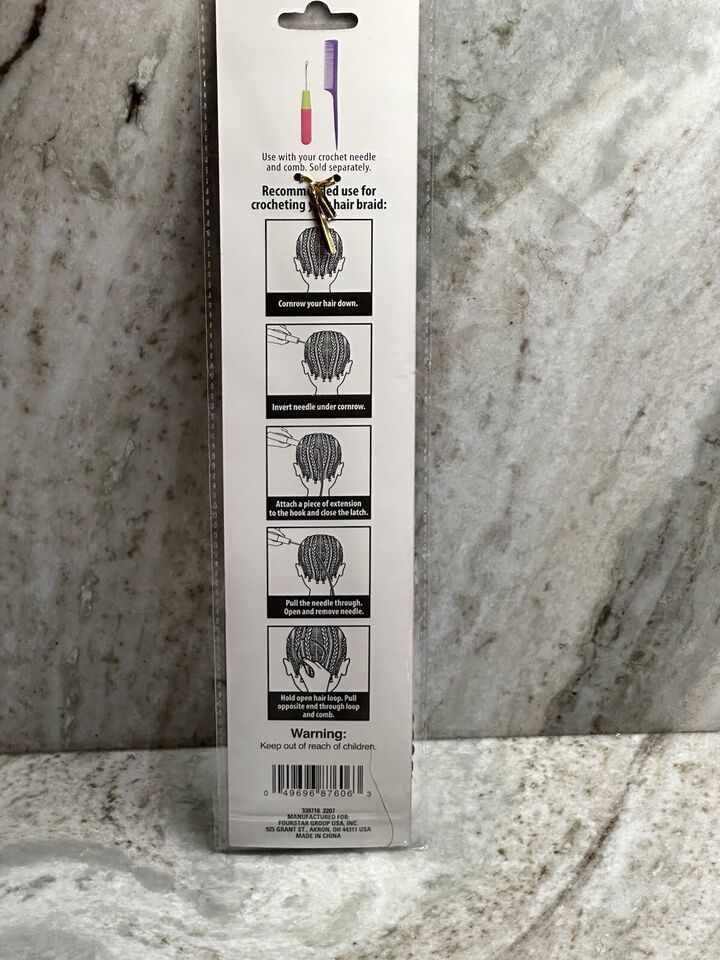 Use with your crochet needle
and comb. Sold separately.
use for
crocheting hair braid:
Cornrow your hair down.
Invert needle under cornrow.
Attach a piece of extension
to the hook and close the latch.
Pull the needle through.
Open and remove needle.
Hold open hair loop. Pull
opposite end through loop
and comb.
Warning:
Keep out of reach of children.
0 49696 87606 3
339716 2207
MANUFACTURED FOR:
FOURSTAR GROUP USA, INC.
925 GRANT ST., AKRON, OH 44311 USA
MADE IN CHINA